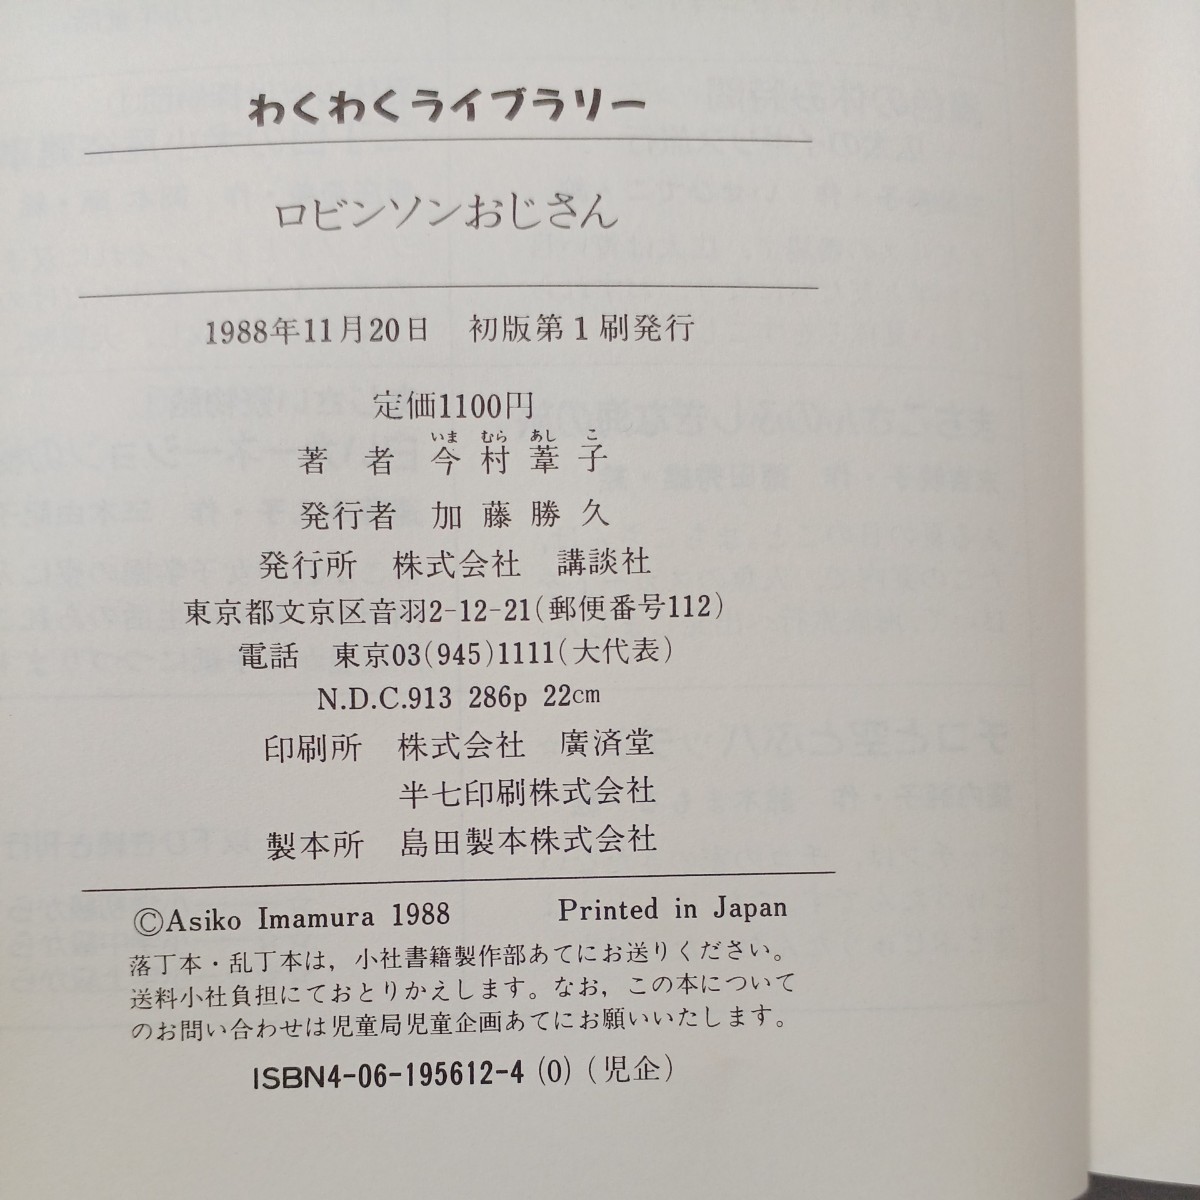 わくわくライブラリー
ロビンソンおじさん
1988年11月20日　初版第1刷発行
定価1100円
いま むら あし こ
著　者　今村葦子
発行者　加藤勝久
発行所　株式会社　講談社
東京都文京区音羽2-12-21(郵便番号112)
電話　東京03(945)1111(大代表)
N.D.C.913 286p 22cm
印刷所　株式会社　廣済堂
半七印刷株式会社
製本所　島田製本株式会社
©Asiko Imamura 1988　Printed in Japan
落丁本・乱丁本は，小社書籍製作部あてにお送りください。
送料小社負担にておとりかえします。なお，この本について
のお問い合わせは児童局児童企画あてにお願いいたします。
ISBN4-06-195612-4 (0) (児企)